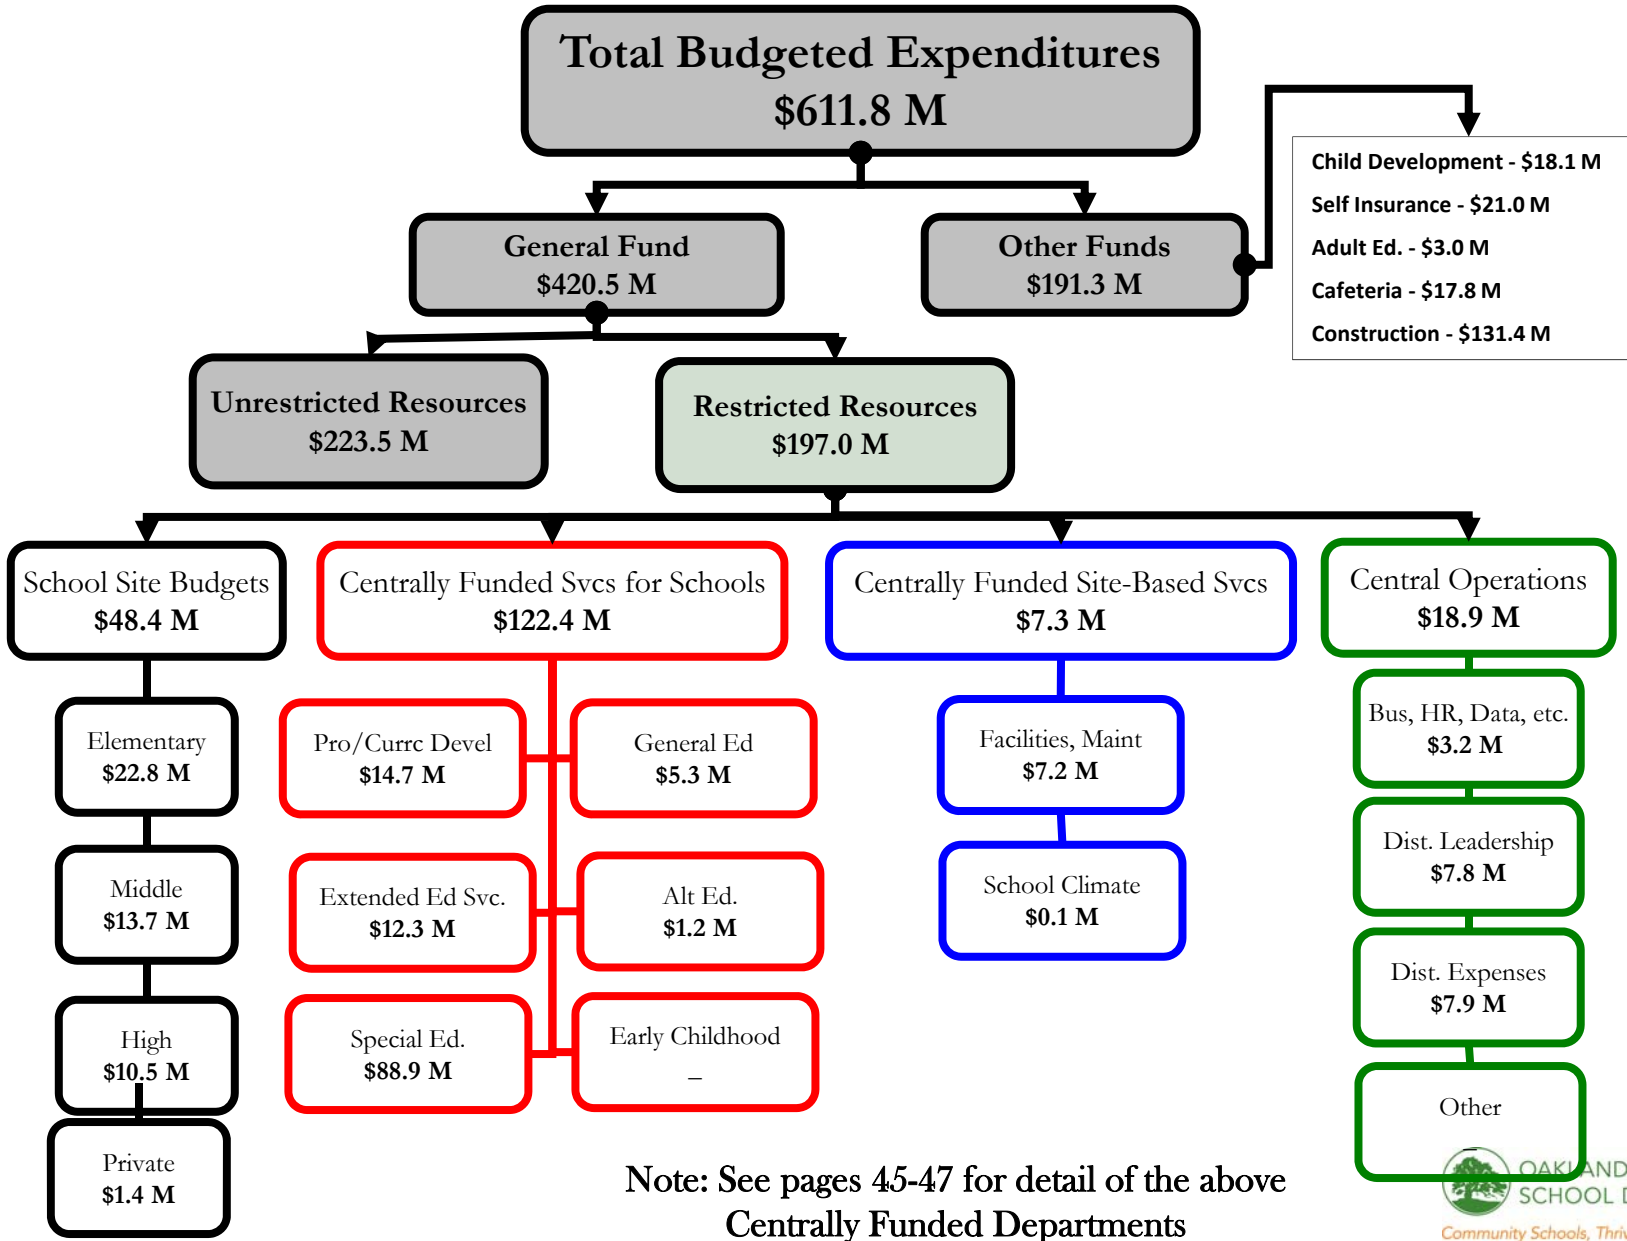 Total Budgeted Expenditures
$611.8 M
Child Development - $18.1 M
Self Insurance - $21.0 M
Adult Ed. - $3.0 M
Cafeteria - $17.8 M
Construction - $131.4 M
General Fund
$420.5 M
Other Funds
$191.3 M
Unrestricted Resources
$223.5 M
Restricted Resources
$197.0 M
School Site Budgets
$48.4 M
Centrally Funded Svcs for Schools
$122.4 M
Centrally Funded Site-Based Svcs
$7.3 M
Central Operations
$18.9 M
Elementary
$22.8 M
Middle
$13.7 M
High
$10.5 M
Private
$1.4 M
Pro/Currc Devel
$14.7 M
General Ed
$5.3 M
Extended Ed Svc.
$12.3 M
Alt Ed.
$1.2 M
Special Ed.
$88.9 M
Early Childhood
–
Facilities, Maint
$7.2 M
School Climate
$0.1 M
Bus, HR, Data, etc.
$3.2 M
Dist. Leadership
$7.8 M
Dist. Expenses
$7.9 M
Other
–
Note: See pages 45-47 for detail of the above
Centrally Funded Departments
OAKLAND
SCHOOL D
Community Schools, Thriv